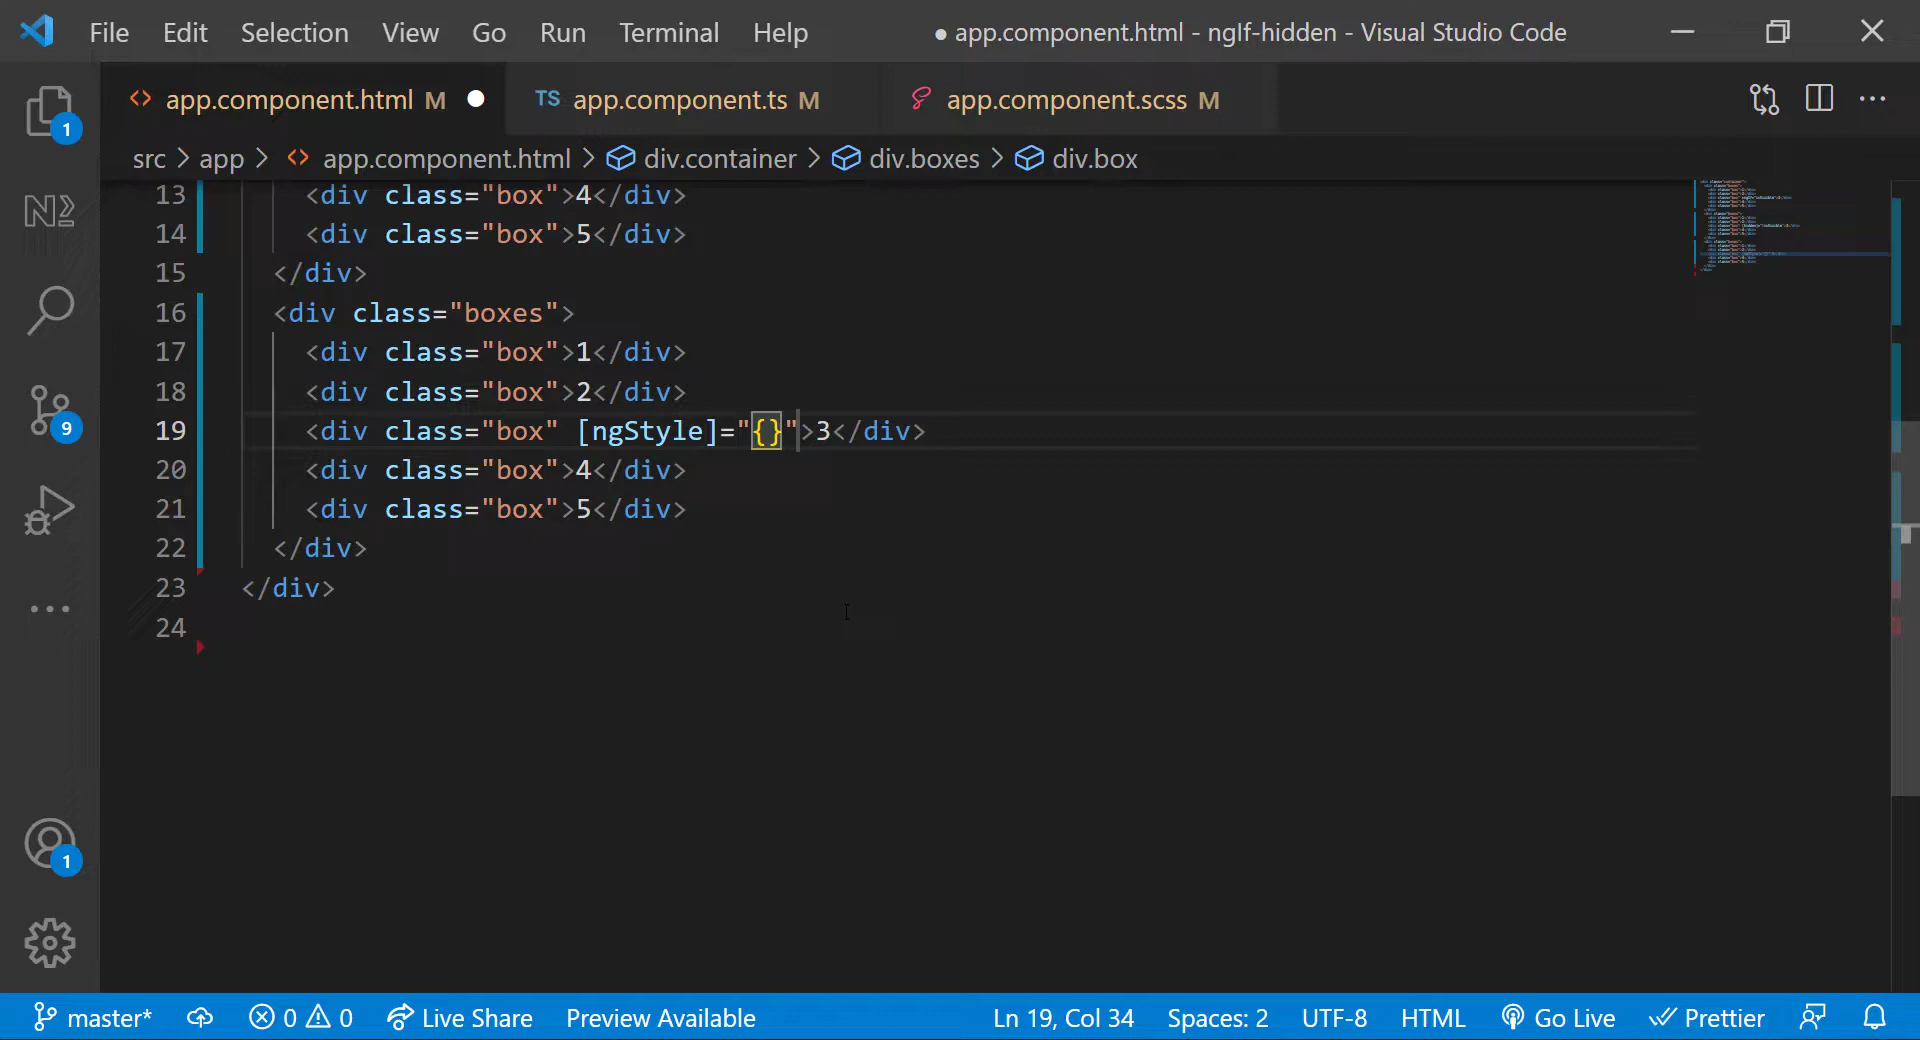 File Edit Selection View Go Run Terminal Help ● app.component.html - ngIf-hidden - Visual Studio Code
<> app.component.html M ● TS app.component.ts M app.component.scss M ···
src > app > <> app.component.html > div.container > div.boxes > div.box
13 <div class="box">4</div>
14 <div class="box">5</div>
15 </div>
16 <div class="boxes">
17 <div class="box">1</div>
18 <div class="box">2</div>
19 <div class="box" [ngStyle]="{}">3</div>
20 <div class="box">4</div>
21 <div class="box">5</div>
22 </div>
23 </div>
24
1
9
1
master* 0 0 Live Share Preview Available Ln 19, Col 34 Spaces: 2 UTF-8 HTML Go Live Prettier